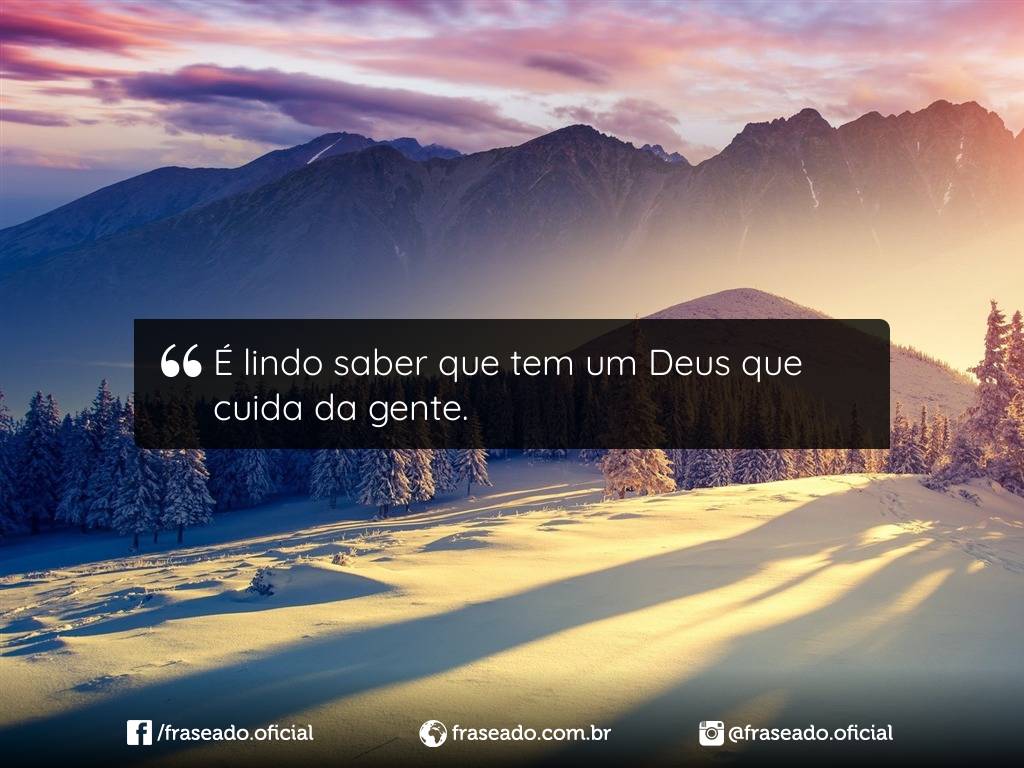 “ É lindo saber que tem um Deus que
cuida da gente.
/fraseado.oficial fraseado.com.br @fraseado.oficial